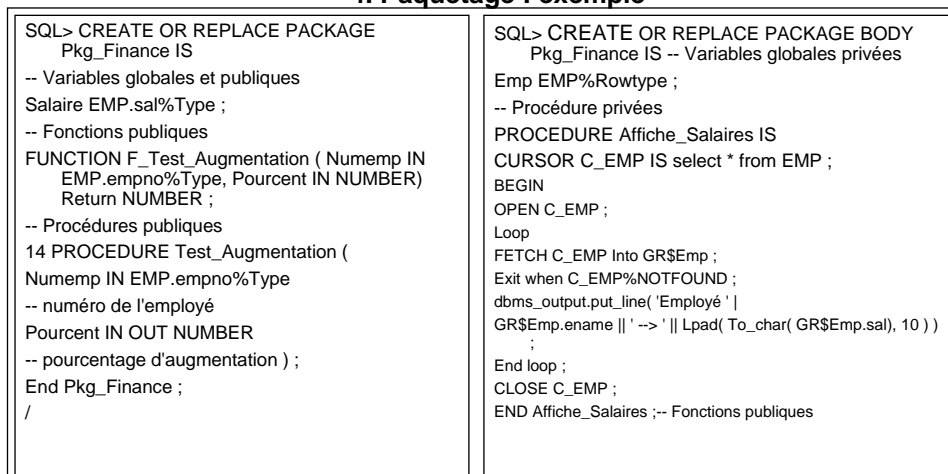 SQL> CREATE OR REPLACE PACKAGE
Pkg_Finance IS
-- Variables globales et publiques
Salaire EMP.sal%Type ;
-- Fonctions publiques
FUNCTION F_Test_Augmentation ( Numemp IN
EMP.empno%Type, Pourcent IN NUMBER)
Return NUMBER ;
-- Procédures publiques
14 PROCEDURE Test_Augmentation (
Numemp IN EMP.empno%Type
-- numéro de l'employé
Pourcent IN OUT NUMBER
-- pourcentage d'augmentation ) ;
End Pkg_Finance ;
/
SQL> CREATE OR REPLACE PACKAGE BODY
Pkg_Finance IS -- Variables globales privées
Emp EMP%Rowtype ;
-- Procédure privées
PROCEDURE Affiche_Salaires IS
CURSOR C_EMP IS select * from EMP ;
BEGIN
OPEN C_EMP ;
Loop
FETCH C_EMP Into GR$Emp ;
Exit when C_EMP%NOTFOUND ;
dbms_output.put_line( 'Employé ' |
GR$Emp.ename || ' --> ' || Lpad( To_char( GR$Emp.sal), 10 ) )
;
End loop ;
CLOSE C_EMP ;
END Affiche_Salaires ;-- Fonctions publiques